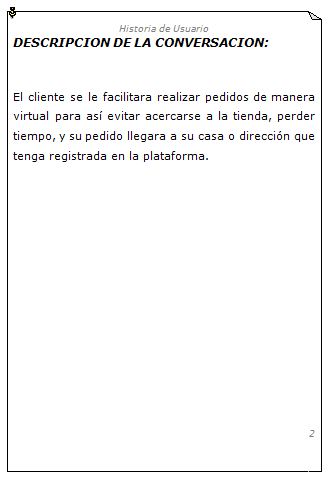 Historia de Usuario
DESCRIPCION DE LA CONVERSACION:
El cliente se le facilitara realizar pedidos de manera
virtual para así evitar acercarse a la tienda, perder
tiempo, y su pedido llegara a su casa o dirección que
tenga registrada en la plataforma.
2